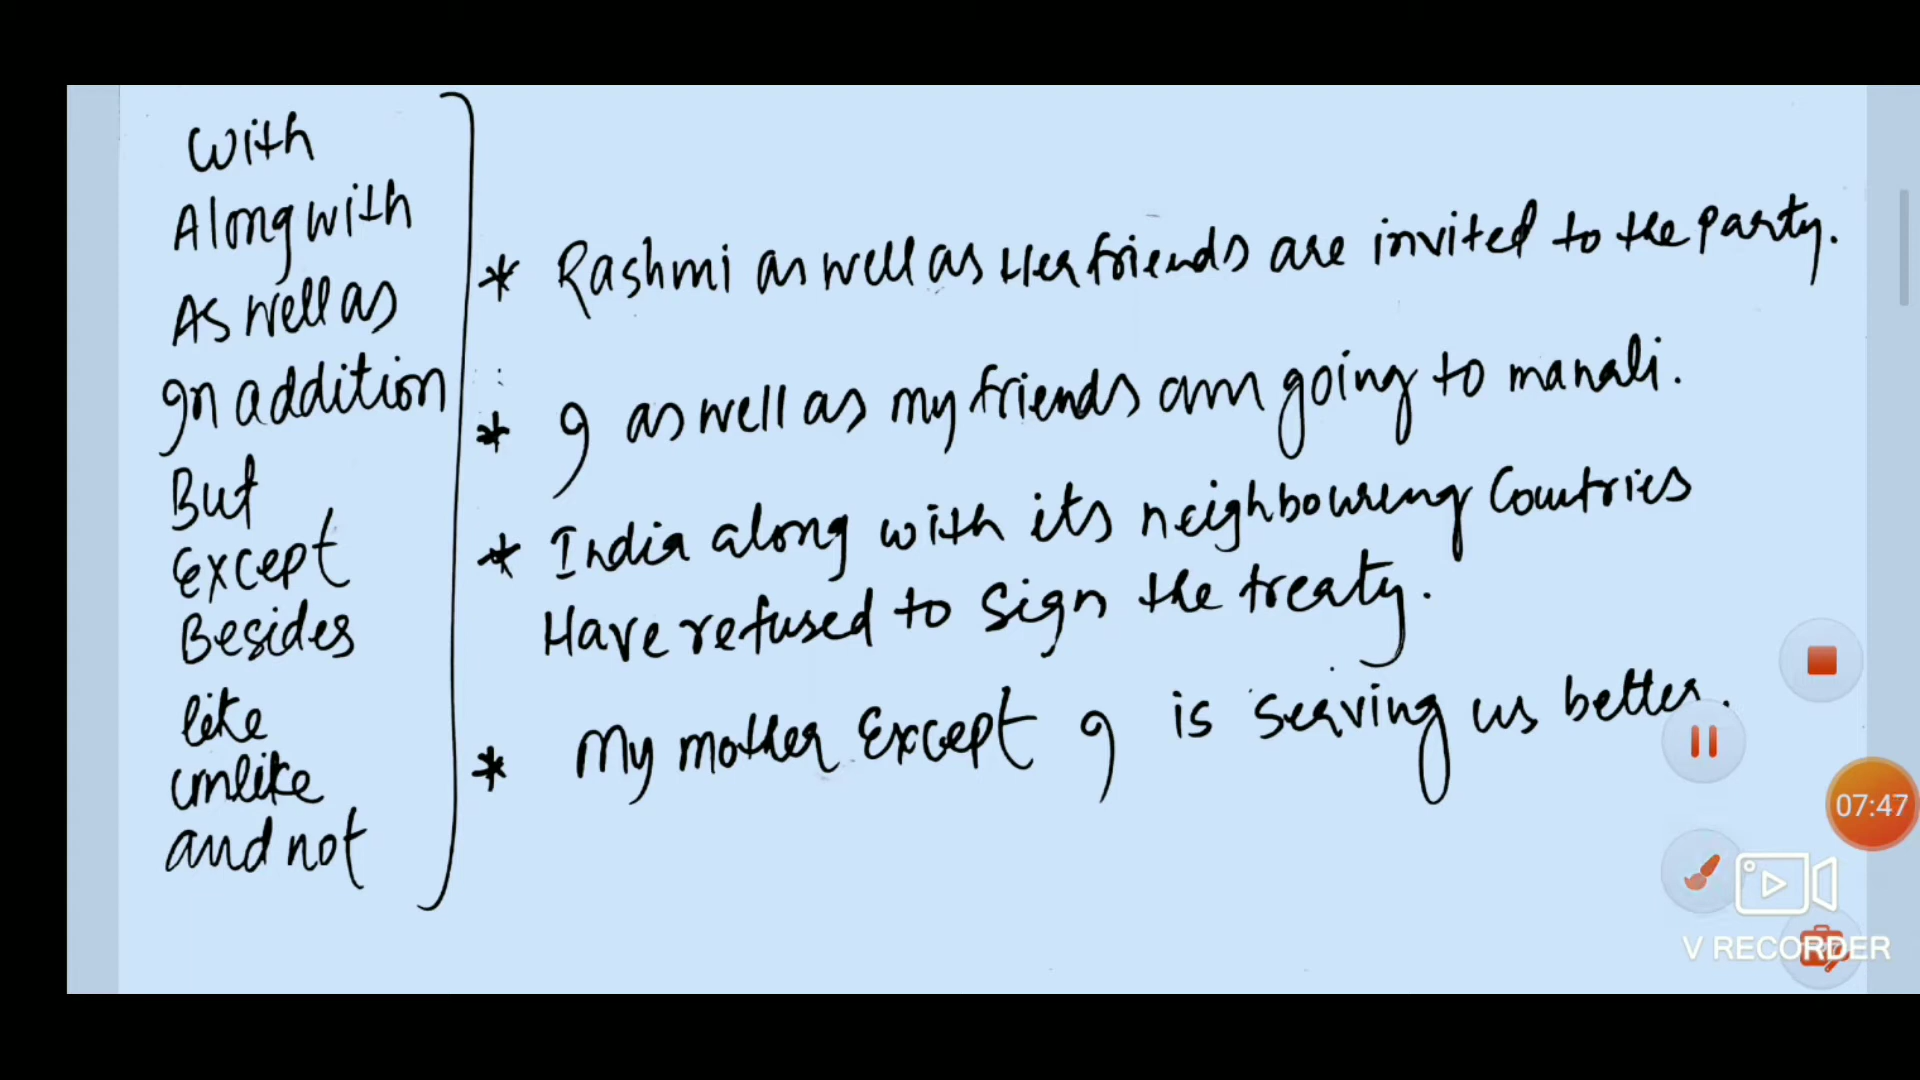 With
Along with
As well as
In addition
But
Except
Besides
like
unlike
and not
* Rashmi as well as Her friends are invited to the party.
* I as well as my friends am going to manali.
* India along with its neighbouring Countries
Have refused to Sign the treaty.
* My mother Except I is serving us better.
07:47
V RECORDER